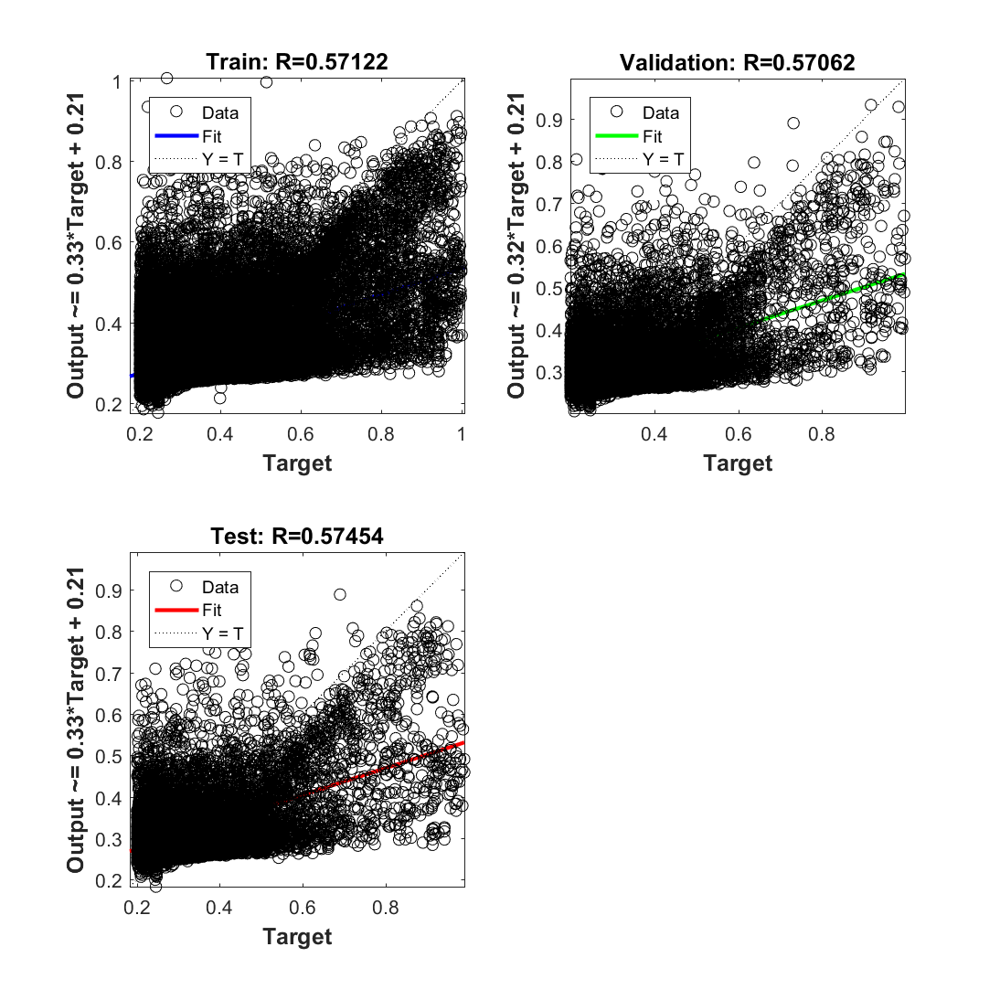 Train: R=0.57122
Output ~= 0.33*Target + 0.21
1
0.8
0.6
0.4
0.2
Data
Fit
Y = T
0.2 0.4 0.6 0.8 1
Target
Validation: R=0.57062
Output ~= 0.32*Target + 0.21
0.9
0.8
0.7
0.6
0.5
0.4
0.3
Data
Fit
Y = T
0.4 0.6 0.8
Target
Test: R=0.57454
Output ~= 0.33*Target + 0.21
0.9
0.8
0.7
0.6
0.5
0.4
0.3
0.2
Data
Fit
Y = T
0.2 0.4 0.6 0.8
Target